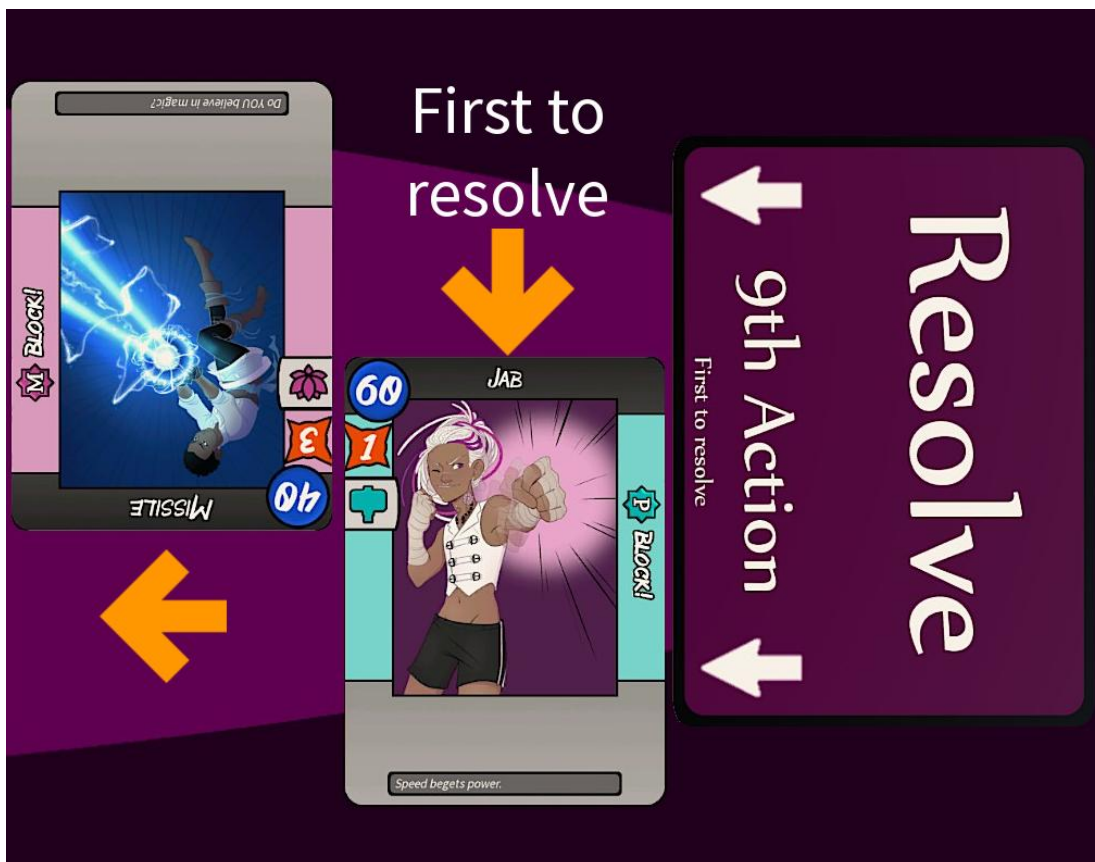 Do YOU believe in magic?
M BLOCK!
3
40
MISSILE
First to
resolve
60
JAB
1
P BLOCK!
Speed begets power.
Resolve
9th Action
First to resolve